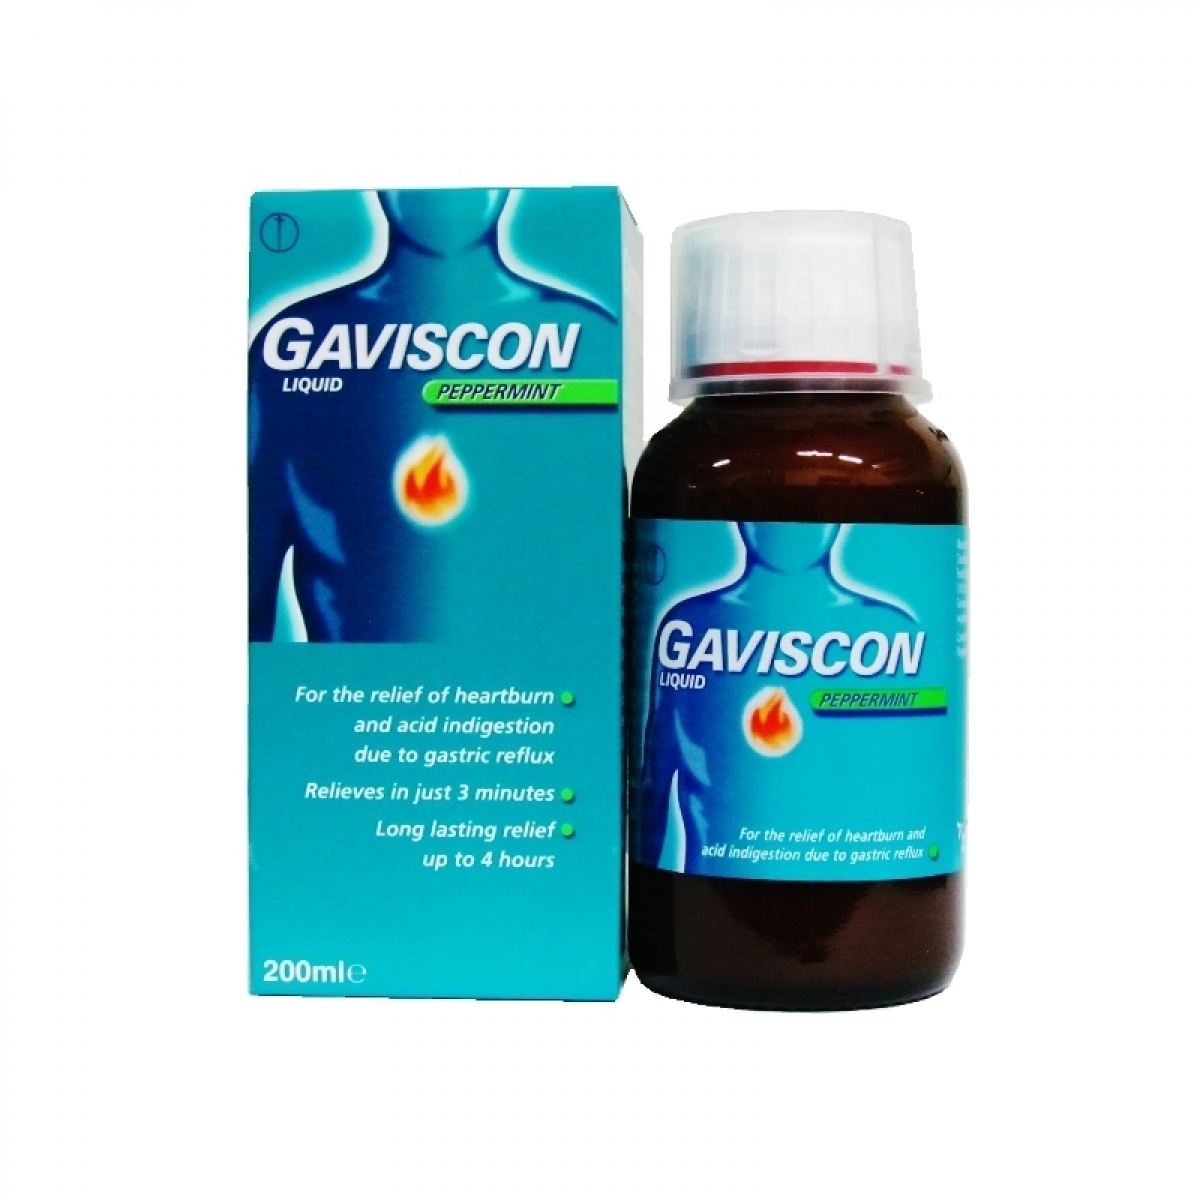 GAVISCON
LIQUID
PEPPERMINT
For the relief of heartburn
and acid indigestion
due to gastric reflux
Relieves in just 3 minutes
Long lasting relief
up to 4 hours
200ml℮
GAVISCON
LIQUID
PEPPERMINT
For the relief of heartburn and
acid indigestion due to gastric reflux